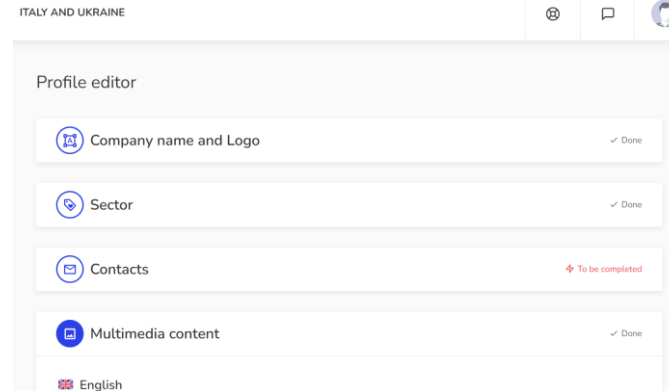 ITALY AND UKRAINE
Profile editor
Company name and Logo
Done
Sector
Done
Contacts
To be completed
Multimedia content
Done
English